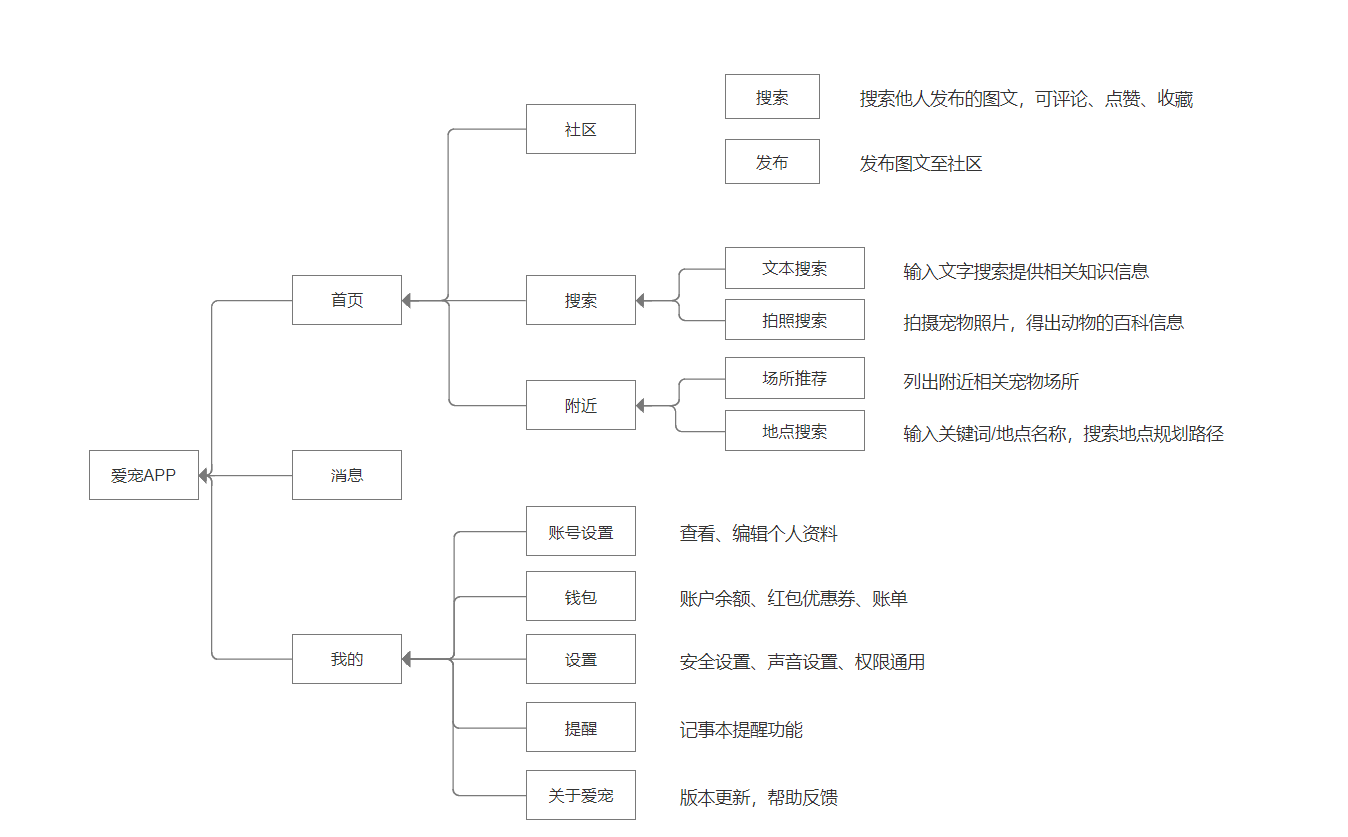 搜索
搜索他人发布的图文，可评论、点赞、收藏
社区
发布
发布图文至社区
文本搜索
输入文字搜索提供相关知识信息
首页
搜索
拍照搜索
拍摄宠物照片，得出动物的百科信息
场所推荐
列出附近相关宠物场所
附近
地点搜索
输入关键词/地点名称，搜索地点规划路径
爱宠APP
消息
账号设置
查看、编辑个人资料
钱包
账户余额、红包优惠券、账单
我的
设置
安全设置、声音设置、权限通用
提醒
记事本提醒功能
关于爱宠
版本更新，帮助反馈